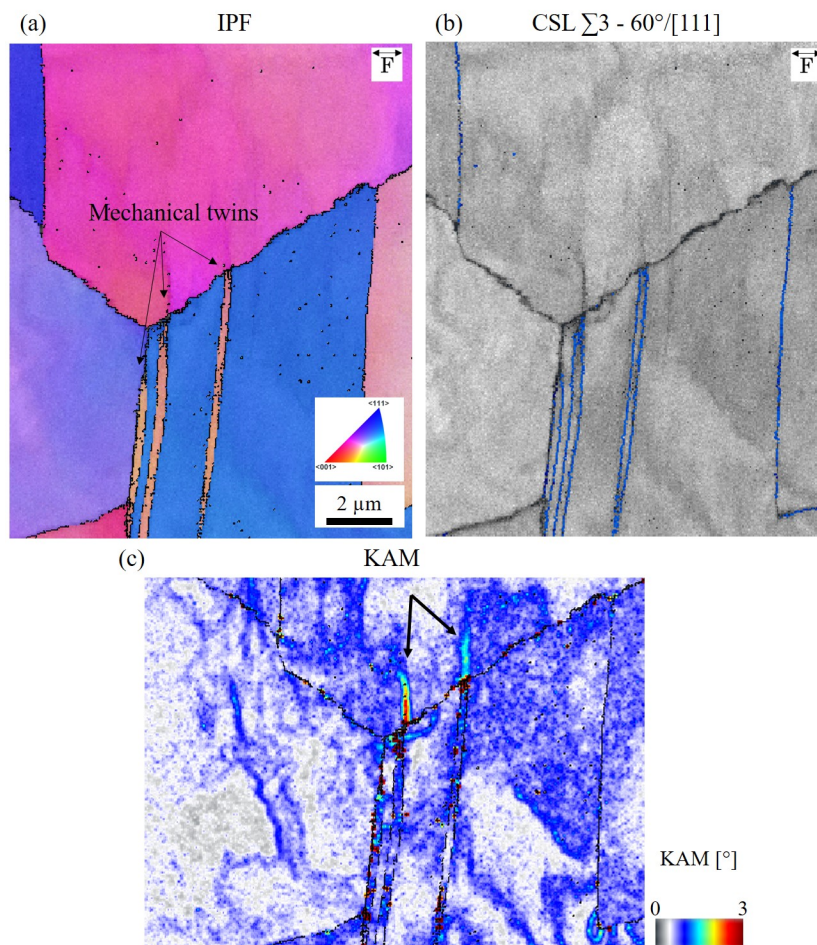 (a)
IPF
(b)
CSL ∑3 - 60°/[111]
F
F
Mechanical twins
<111>
<001>
<101>
2 µm
(c)
KAM
KAM [°]
0
3